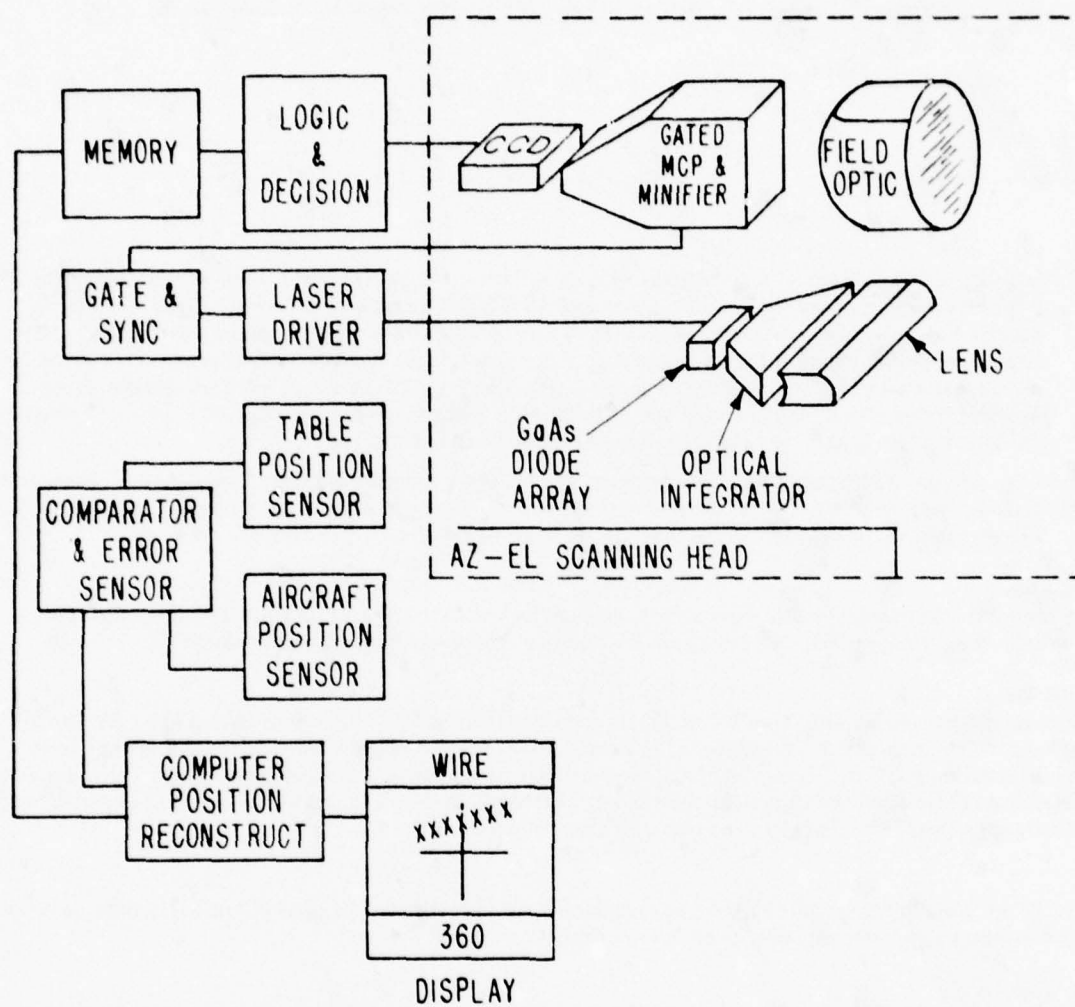 MEMORY
LOGIC
&
DECISION
CCD
GATED
MCP &
MINIFIER
FIELD
OPTIC
GATE &
SYNC
LASER
DRIVER
LENS
GaAs
DIODE
ARRAY
OPTICAL
INTEGRATOR
AZ-EL SCANNING HEAD
TABLE
POSITION
SENSOR
COMPARATOR
& ERROR
SENSOR
AIRCRAFT
POSITION
SENSOR
COMPUTER
POSITION
RECONSTRUCT
WIRE
XXXXXXX
360
DISPLAY